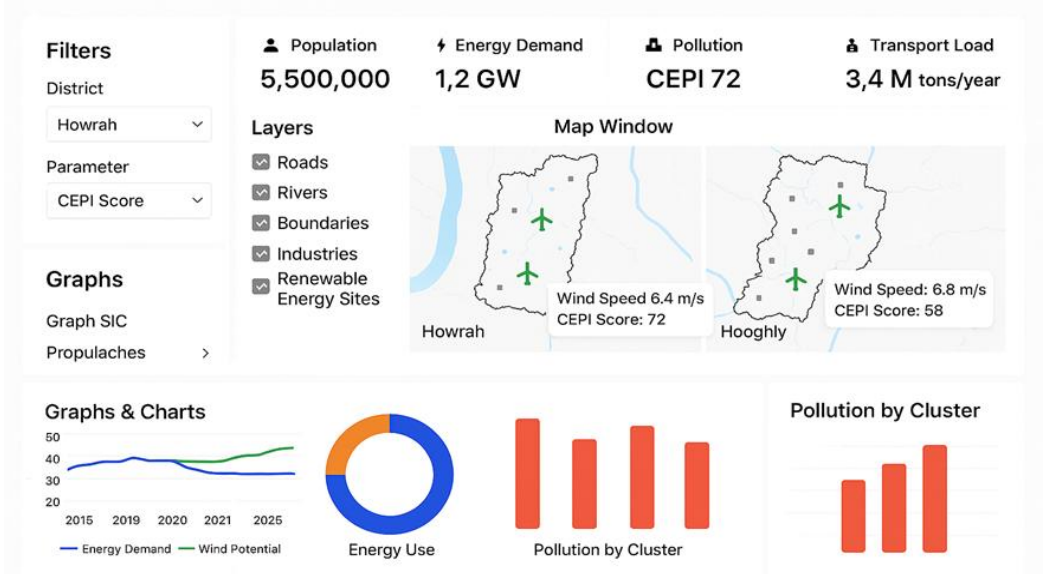 Filters
District
Howrah
Parameter
CEPI Score
Population
5,500,000
Energy Demand
1,2 GW
Pollution
CEPI 72
Transport Load
3,4 M tons/year
Layers
Roads
Rivers
Boundaries
Industries
Renewable
Energy Sites
Map Window
Wind Speed 6.4 m/s
CEPI Score: 72
Howrah
Wind Speed: 6.8 m/s
CEPI Score: 58
Hooghly
Graphs
Graph SIC
Propulaches
Graphs & Charts
50
40
30
20
2015 2019 2020 2021 2025
Energy Demand Wind Potential
Energy Use
Pollution by Cluster
Pollution by Cluster